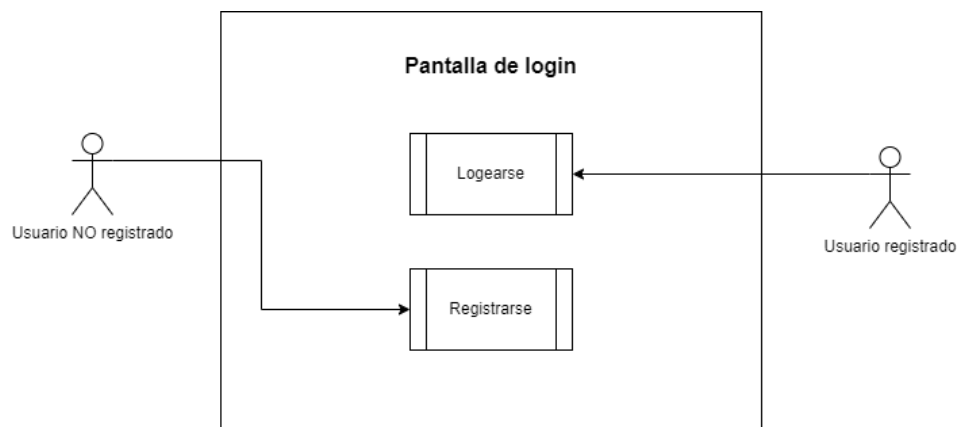 Pantalla de login
Logearse
Usuario NO registrado
Usuario registrado
Registrarse